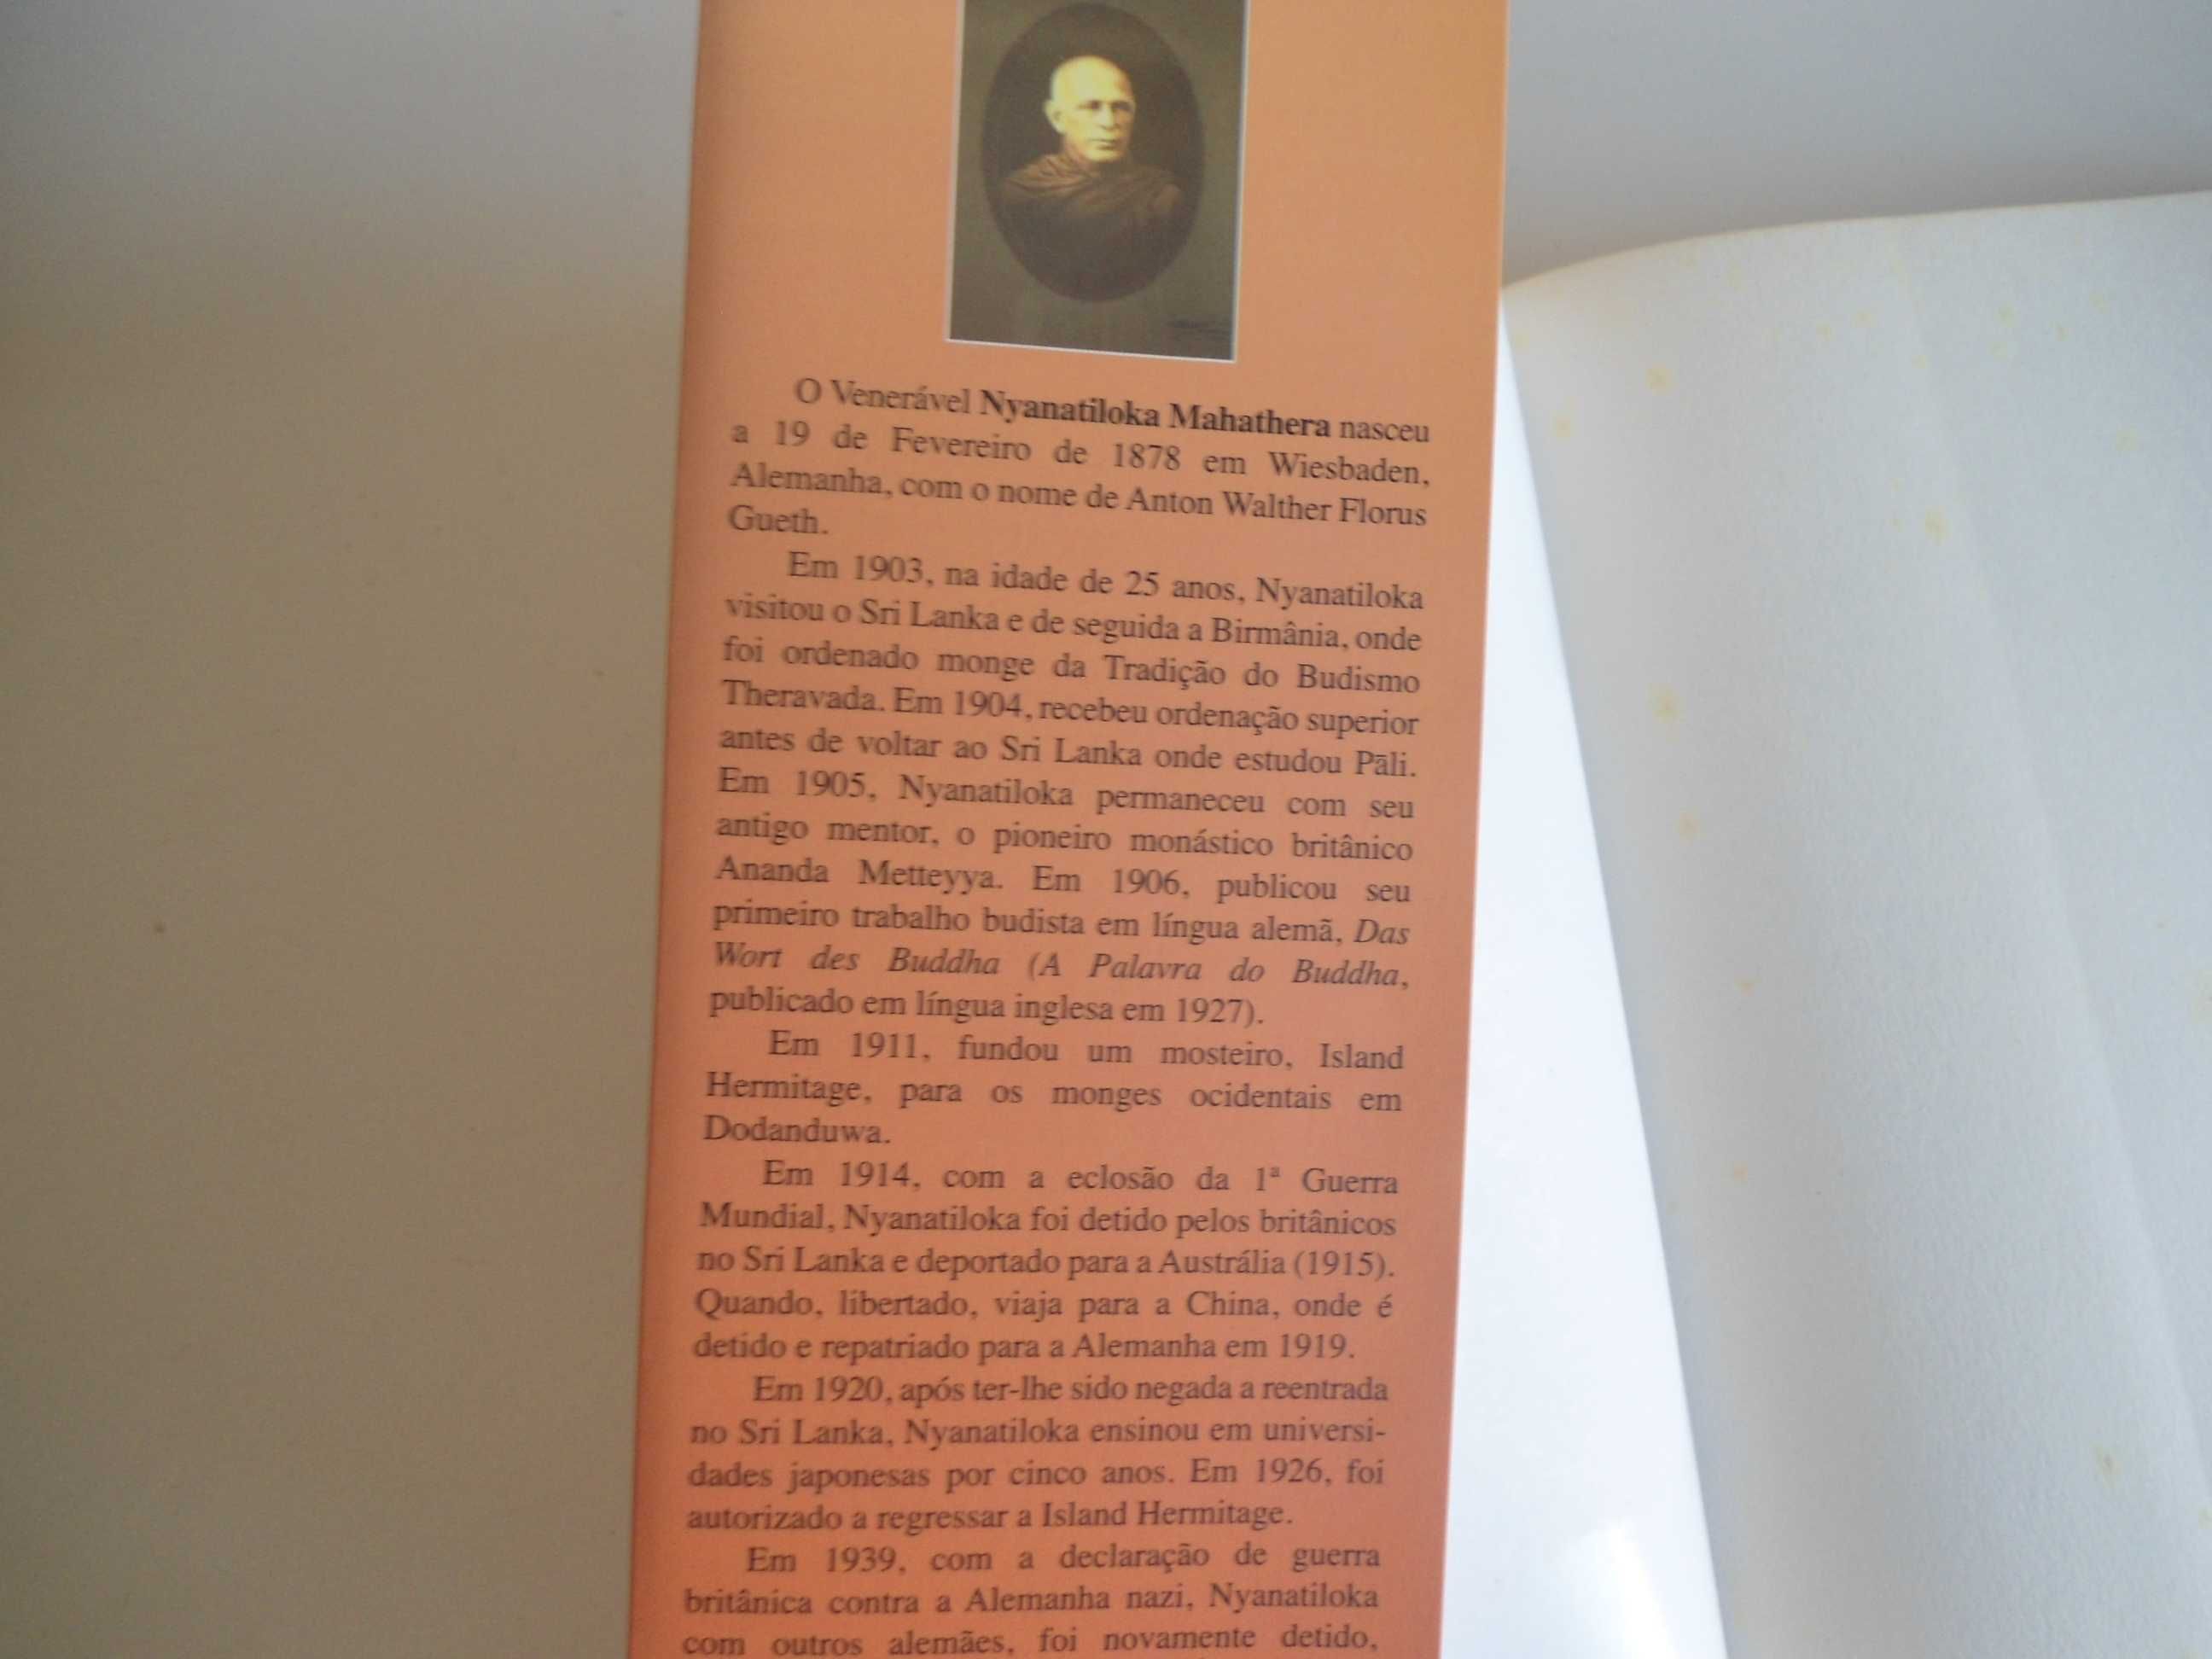 O Venerável Nyanatiloka Mahathera nasceu
a 19 de Fevereiro de 1878 em Wiesbaden,
Alemanha, com o nome de Anton Walther Florus
Gueth.
Em 1903, na idade de 25 anos, Nyanatiloka
visitou o Sri Lanka e de seguida a Birmânia, onde
foi ordenado monge da Tradição do Budismo
Theravada. Em 1904, recebeu ordenação superior
antes de voltar ao Sri Lanka onde estudou Pāli.
Em 1905, Nyanatiloka permaneceu com seu
antigo mentor, o pioneiro monástico britânico
Ananda Metteyya. Em 1906, publicou seu
primeiro trabalho budista em língua alemã, Das
Wort des Buddha (A Palavra do Buddha,
publicado em língua inglesa em 1927).
Em 1911, fundou um mosteiro, Island
Hermitage, para os monges ocidentais em
Dodanduwa.
Em 1914, com a eclosão da 1ª Guerra
Mundial, Nyanatiloka foi detido pelos britânicos
no Sri Lanka e deportado para a Austrália (1915).
Quando, libertado, viaja para a China, onde é
detido e repatriado para a Alemanha em 1919.
Em 1920, após ter-lhe sido negada a reentrada
no Sri Lanka, Nyanatiloka ensinou em universi-
dades japonesas por cinco anos. Em 1926, foi
autorizado a regressar a Island Hermitage.
Em 1939, com a declaração de guerra
britânica contra a Alemanha nazi, Nyanatiloka
com outros alemães, foi novamente detido,